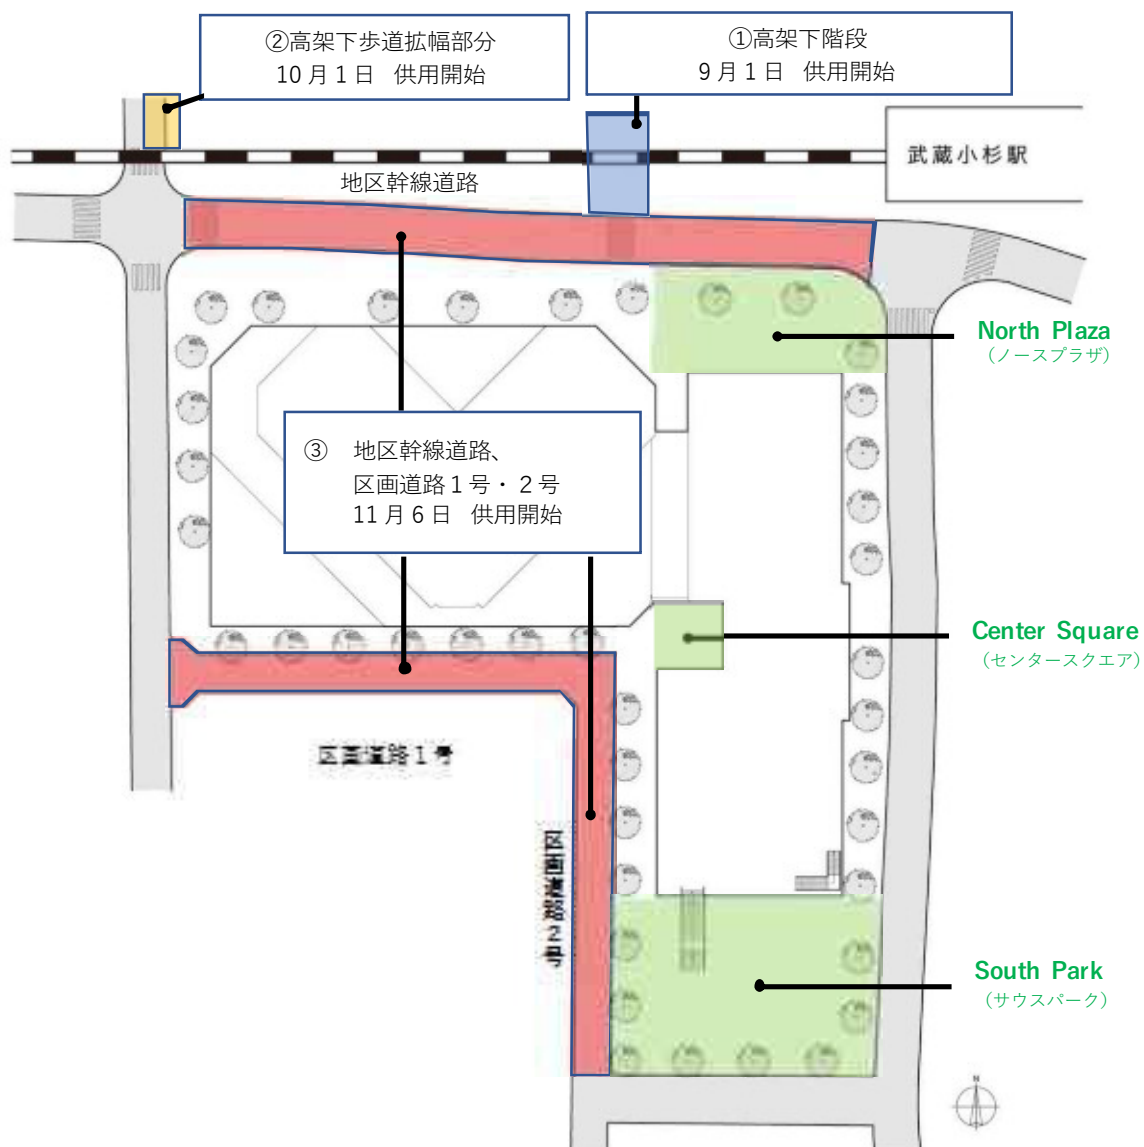 ②高架下歩道拡幅部分
10月1日 供用開始
①高架下階段
9月1日 供用開始
武蔵小杉駅
地区幹線道路
North Plaza
(ノースプラザ)
③ 地区幹線道路、
区画道路1号・2号
11月6日 供用開始
Center Square
(センタースクエア)
区画道路1号
区画道路2号
South Park
(サウスパーク)
N